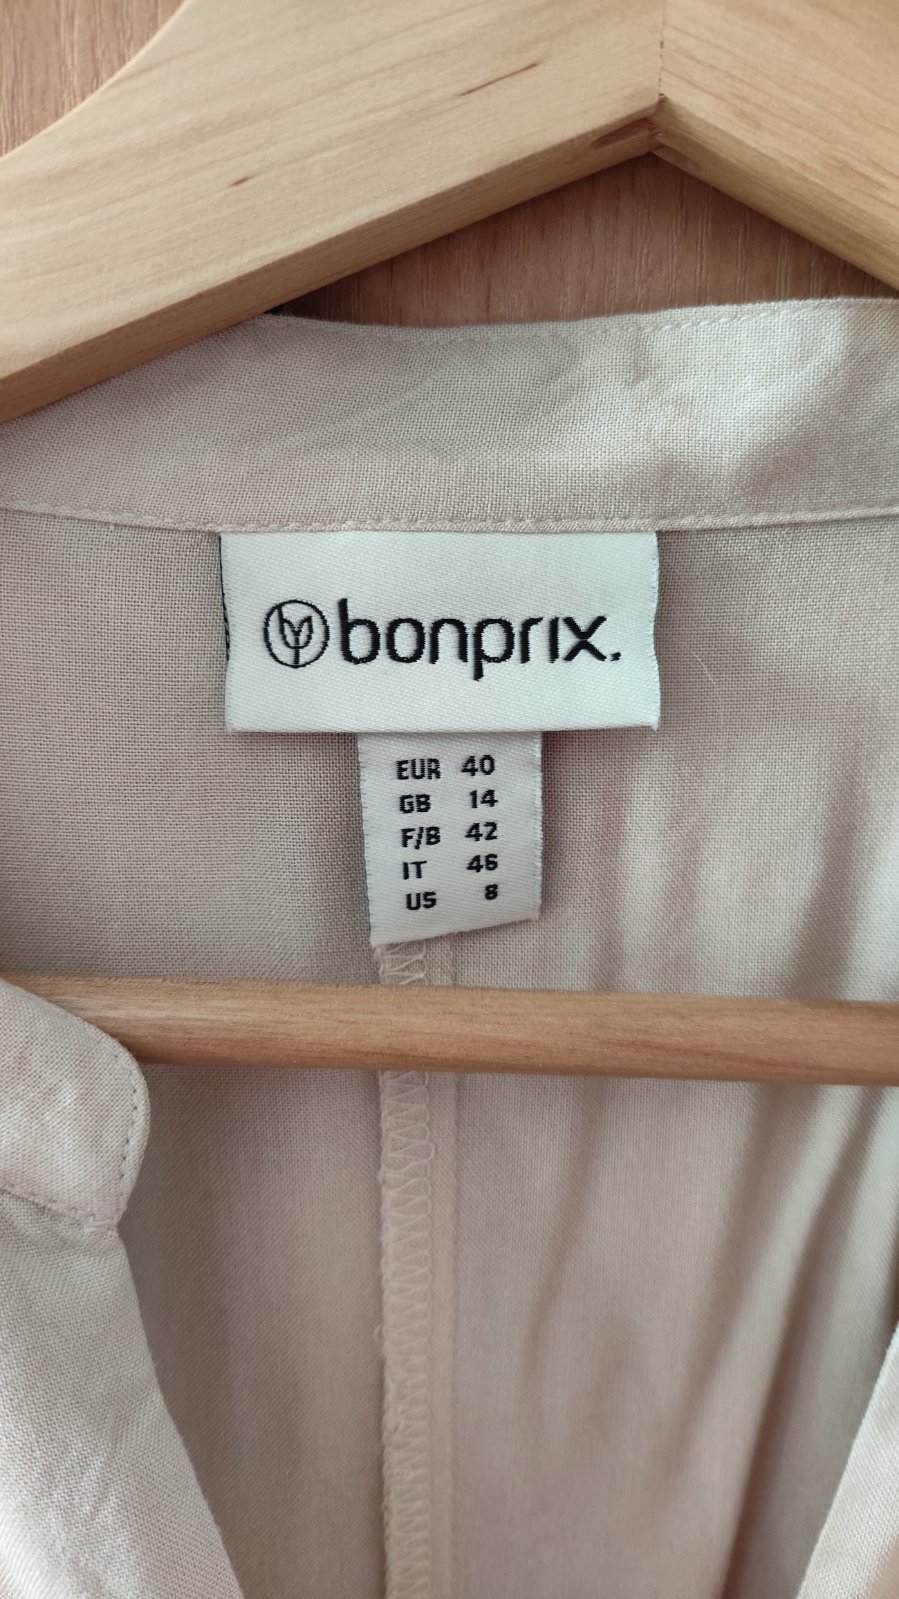 bonprix.
EUR 40
GB 14
F/B 42
IT 46
US 8